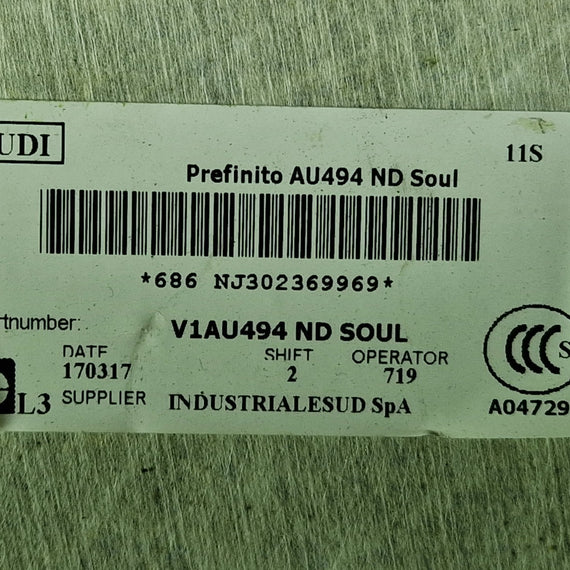 UDI
11S
Prefinito AU494 ND Soul
*686 NJ302369969*
rtnumber: V1AU494 ND SOUL
DATE SHIFT OPERATOR
170317 2 719
L3 SUPPLIER INDUSTRIALESUD SpA
CCC S
A04729